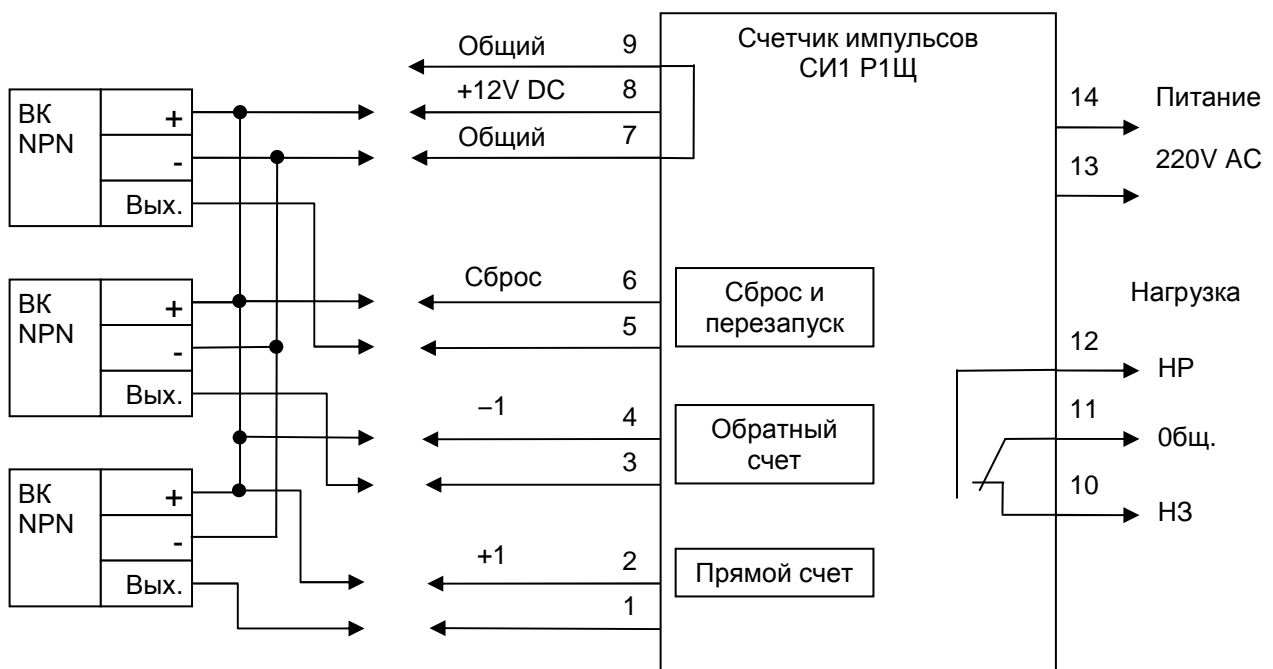 Счетчик импульсов
СИ1 Р1Щ
Общий 9
+12V DC 8
Общий 7
ВК
NPN
+
-
Вых.
14 Питание
13 220V AC
Сброс 6
5
Сброс и
перезапуск
ВК
NPN
+
-
Вых.
Нагрузка
12
НР
11
0бщ.
10
НЗ
–1 4
3
Обратный
счет
ВК
NPN
+
-
Вых.
+1 2
1
Прямой счет